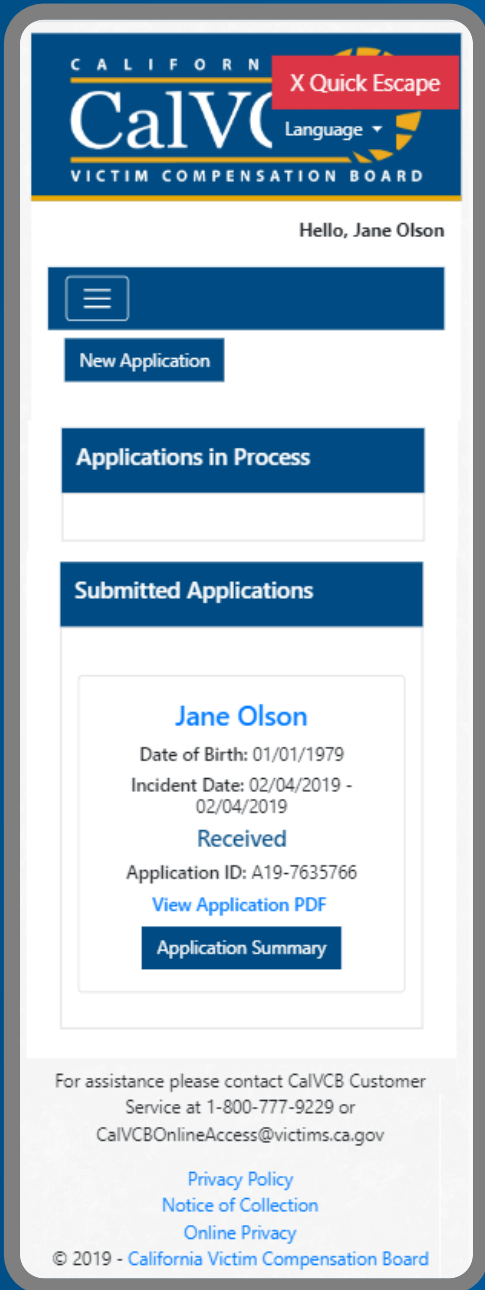 CALIFORN
X Quick Escape
CalV
Language
VICTIM COMPENSATION BOARD
Hello, Jane Olson
New Application
Applications in Process
Submitted Applications
Jane Olson
Date of Birth: 01/01/1979
Incident Date: 02/04/2019 -
02/04/2019
Received
Application ID: A19-7635766
View Application PDF
Application Summary
For assistance please contact CalVCB Customer
Service at 1-800-777-9229 or
CalVCBOnlineAccess@victims.ca.gov
Privacy Policy
Notice of Collection
Online Privacy
© 2019 - California Victim Compensation Board